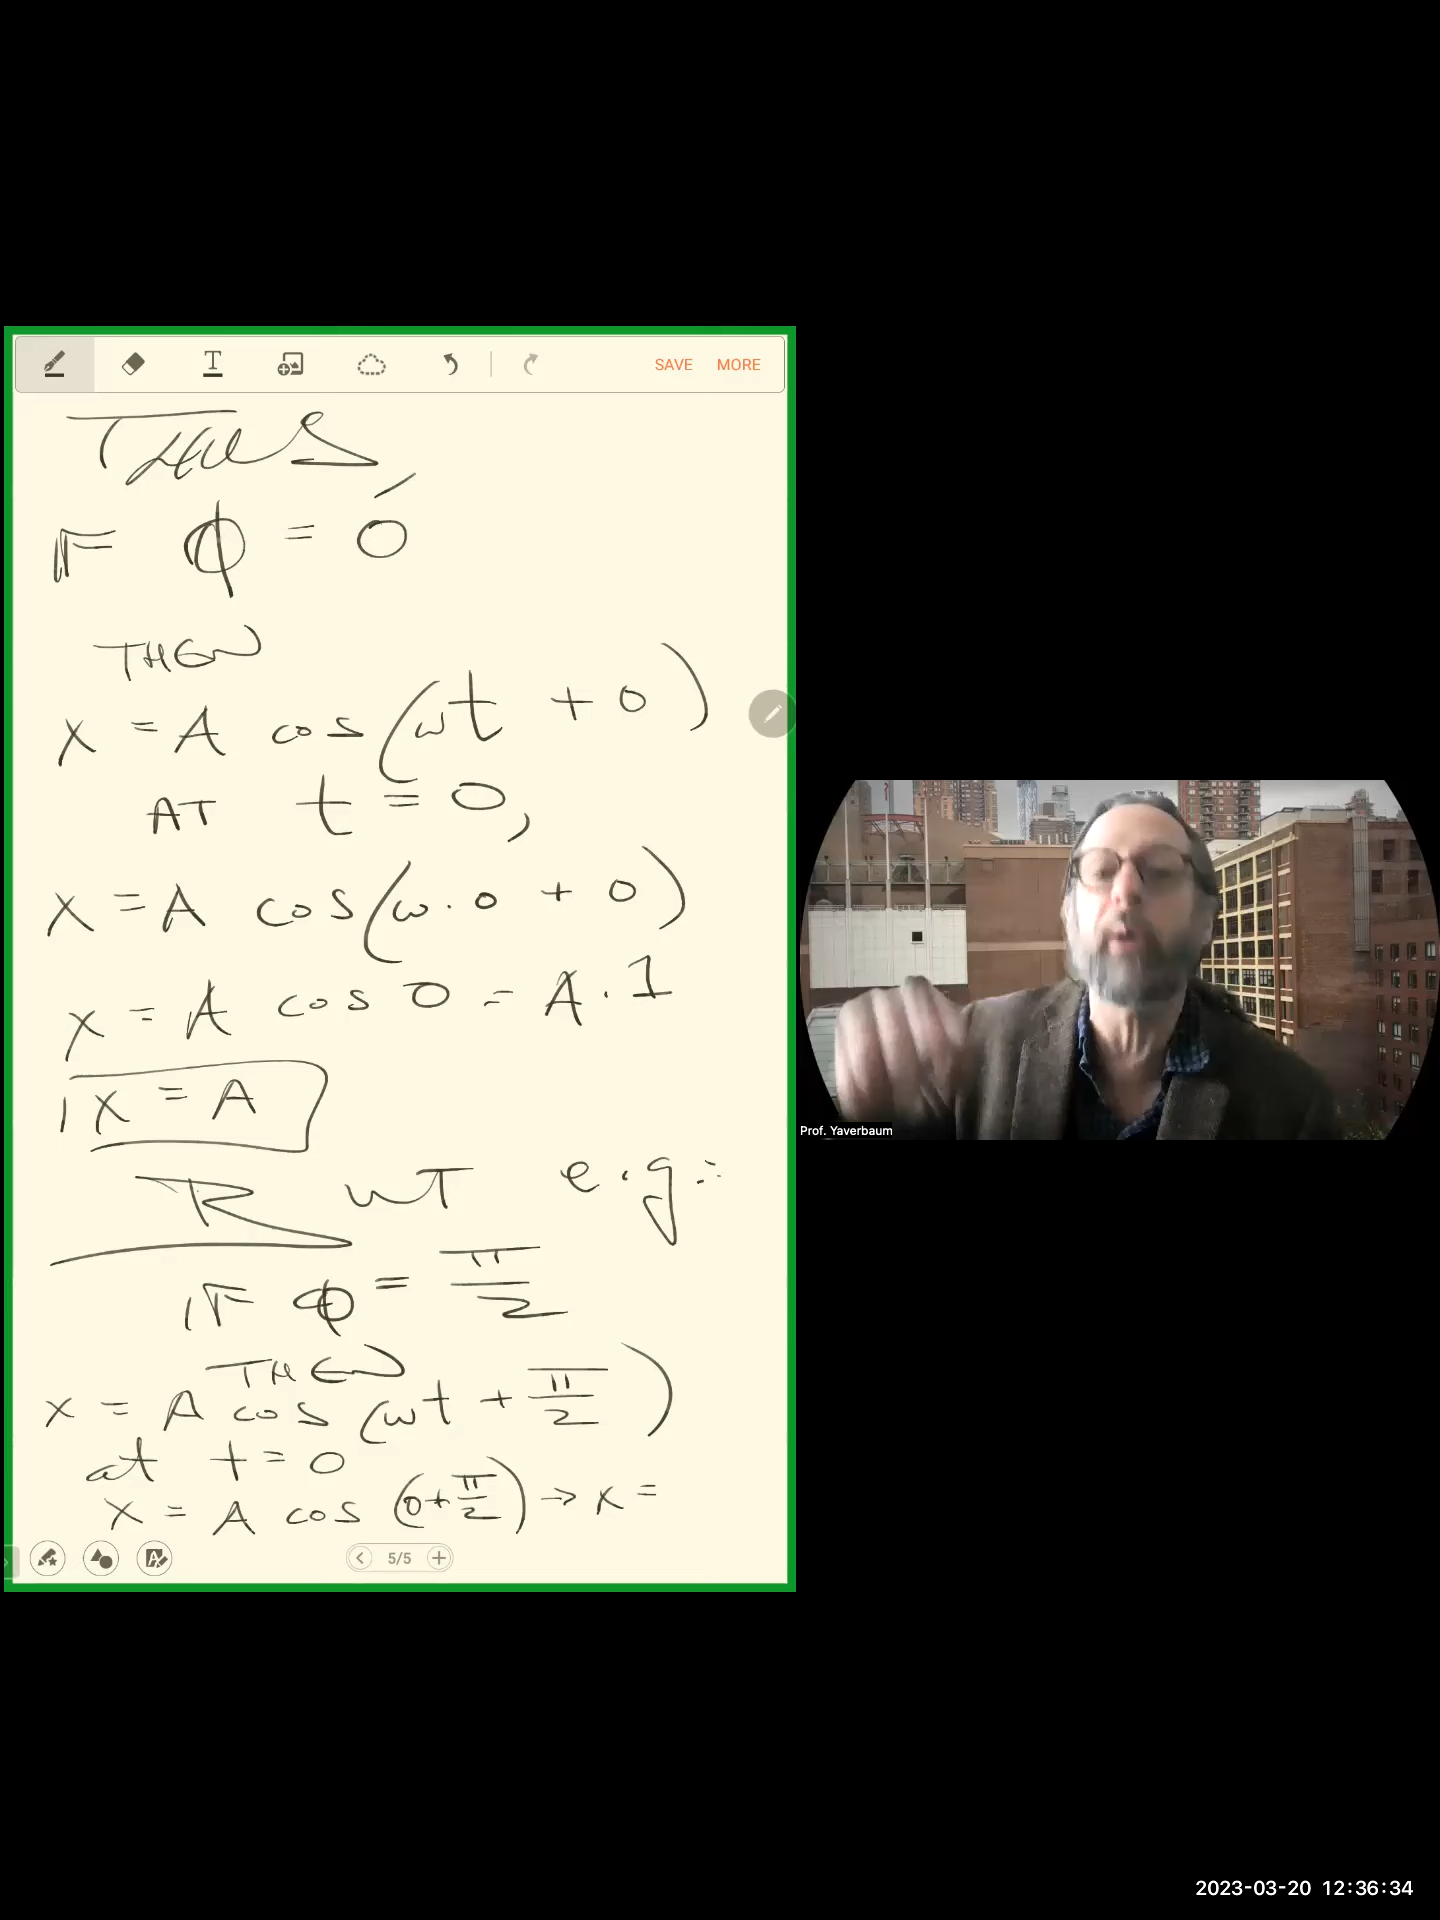 T
SAVE MORE
THUS,
IF ϕ = 0
THEN
x = A cos(ωt + 0)
AT t = 0,
x = A cos(ω·0 + 0)
x = A cos 0 = A·1
x = A
e.g.:
IF ϕ = π/2
THEN
x = A cos(ωt + π/2)
at t = 0
x = A cos (0+π/2) → x =
5/5
Prof. Yaverbaum
2023-03-20 12:36:34